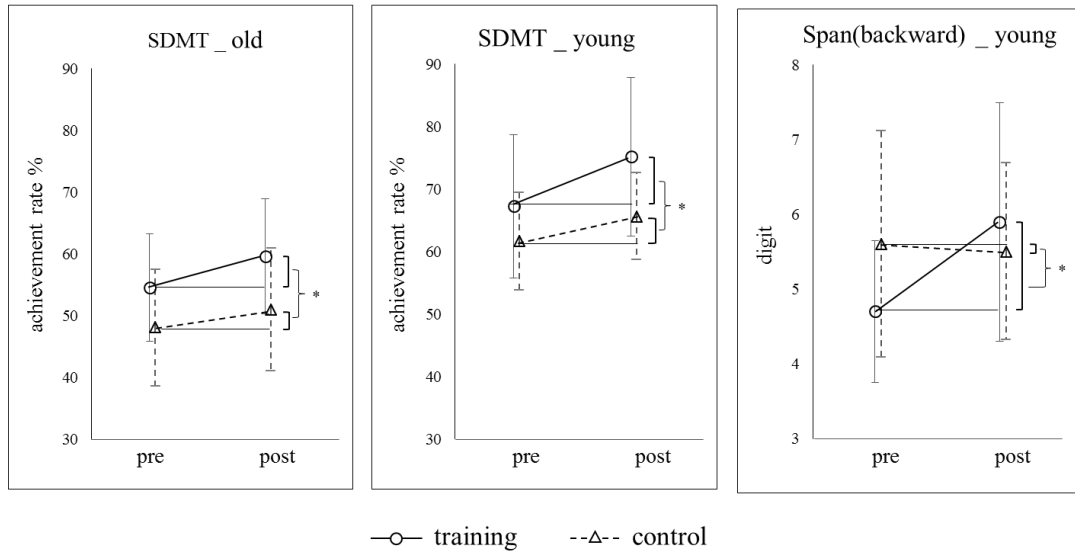 SDMT _ old
90
80
70
60
50
40
30
achievement rate %
pre post
*
SDMT _ young
90
80
70
60
50
40
30
achievement rate %
pre post
*
Span(backward) _ young
8
7
6
5
4
3
digit
pre post
*
training control